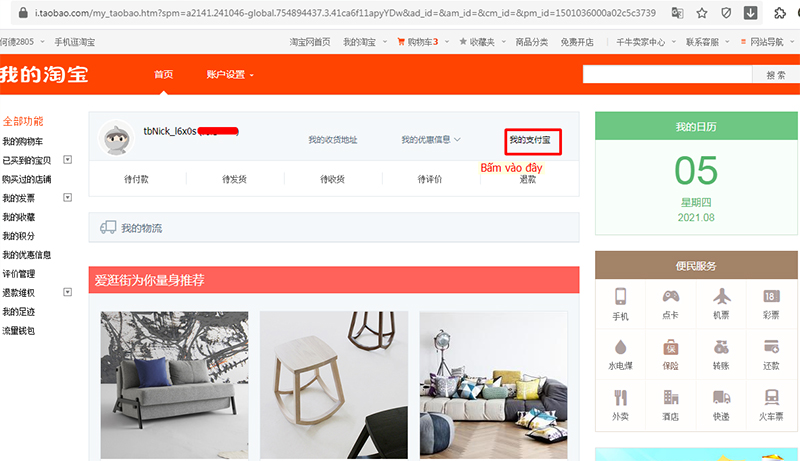 i.taobao.com/my_taobao.htm?spm=a2141.241046-global.754894437.3.41ca6f11apyYDw&ad_id=&am_id=&cm_id=&pm_id=1501036000a02c5c3739
何德2805 手机逛淘宝 淘宝网首页 我的淘宝 购物车3 收藏夹 商品分类 免费开店 千牛卖家中心 联系客服 网站导航
我的淘宝 首页 账户设置 搜索
全部功能
我的购物车
已买到的宝贝
购买过的店铺
我的发票
我的收藏
我的积分
我的优惠信息
评价管理
退款维权
我的足迹
流量钱包
tbNick_l6x0s
我的收货地址 我的优惠信息 我的支付宝
Bấm vào đây
待付款 待发货 待收货 待评价 退款
我的物流
爱逛街为你量身推荐
我的日历
05
星期四
2021.08
便民服务
手机 点卡 机票 彩票
水电煤 保险 转账 还款
外卖 酒店 快递 火车票